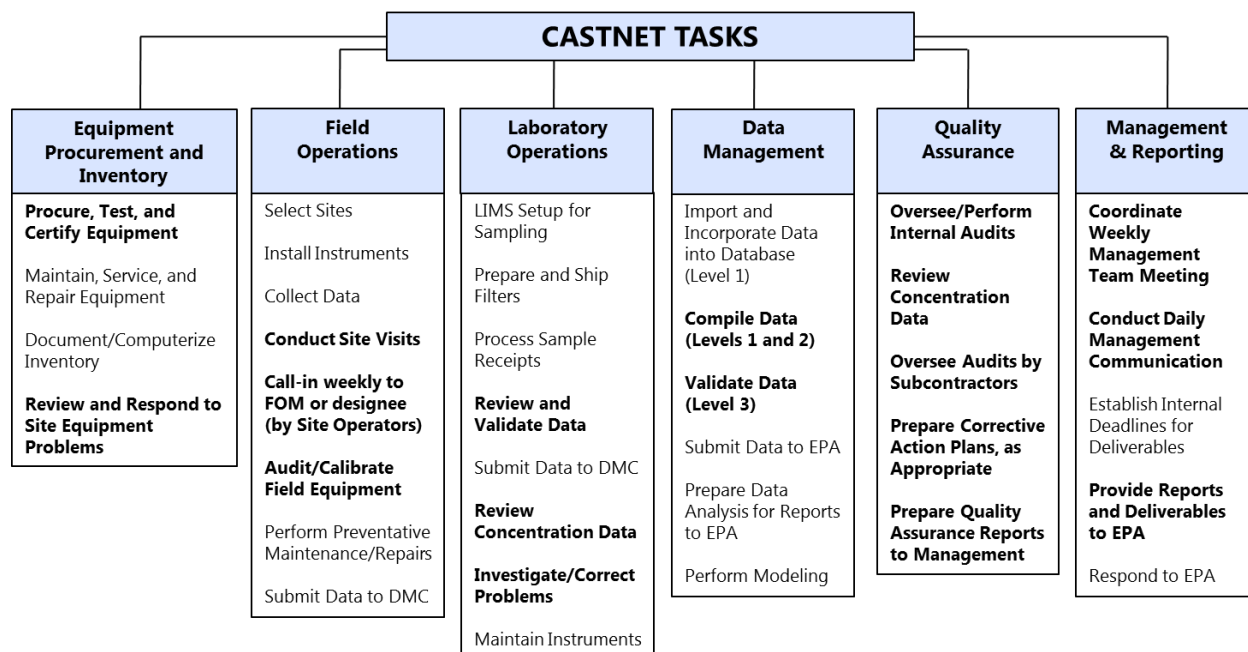 CASTNET TASKS
Equipment
Procurement and
Inventory
Procure, Test, and
Certify Equipment
Maintain, Service, and
Repair Equipment
Document/Computerize
Inventory
Review and Respond to
Site Equipment
Problems
Field
Operations
Select Sites
Install Instruments
Collect Data
Conduct Site Visits
Call-in weekly to
FOM or designee
(by Site Operators)
Audit/Calibrate
Field Equipment
Perform Preventative
Maintenance/Repairs
Submit Data to DMC
Laboratory
Operations
LIMS Setup for
Sampling
Prepare and Ship
Filters
Process Sample
Receipts
Review and
Validate Data
Submit Data to DMC
Review
Concentration Data
Investigate/Correct
Problems
Maintain Instruments
Data
Management
Import and
Incorporate Data
into Database
(Level 1)
Compile Data
(Levels 1 and 2)
Validate Data
(Level 3)
Submit Data to EPA
Prepare Data
Analysis for Reports
to EPA
Perform Modeling
Quality
Assurance
Oversee/Perform
Internal Audits
Review
Concentration
Data
Oversee Audits by
Subcontractors
Prepare Corrective
Action Plans, as
Appropriate
Prepare Quality
Assurance Reports
to Management
Management
& Reporting
Coordinate
Weekly
Management
Team Meeting
Conduct Daily
Management
Communication
Establish Internal
Deadlines for
Deliverables
Provide Reports
and Deliverables
to EPA
Respond to EPA